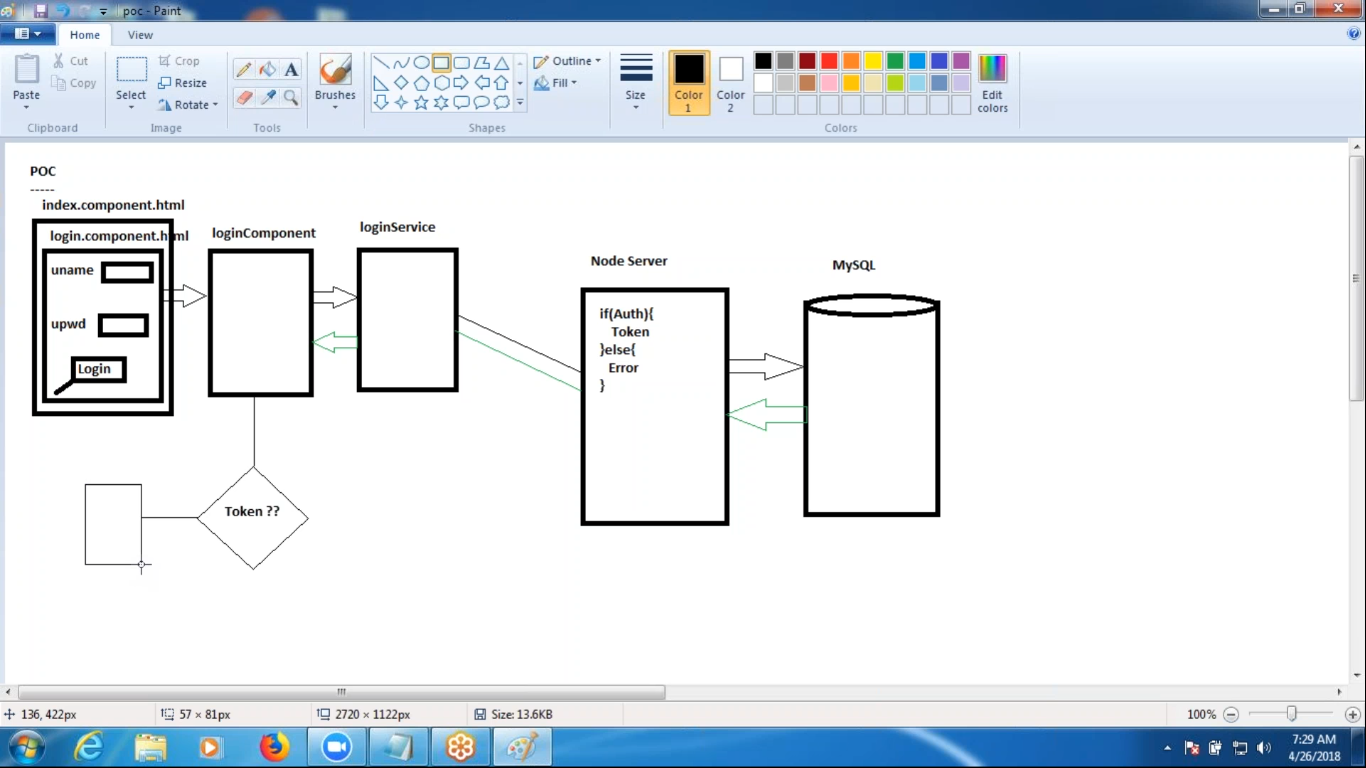 poc - Paint
Home
View
Paste
Cut
Copy
Clipboard
Select
Crop
Resize
Rotate
Image
Tools
Brushes
Shapes
Outline
Fill
Size
Color
1
Color
2
Edit
colors
Colors
POC
-----
index.component.html
login.component.html
uname
upwd
Login
loginComponent
loginService
Node Server
if(Auth){
Token
}else{
Error
}
MySQL
Token ??
136, 422px
57 × 81px
2720 × 1122px
Size: 13.6KB
100%
7:29 AM
4/26/2018